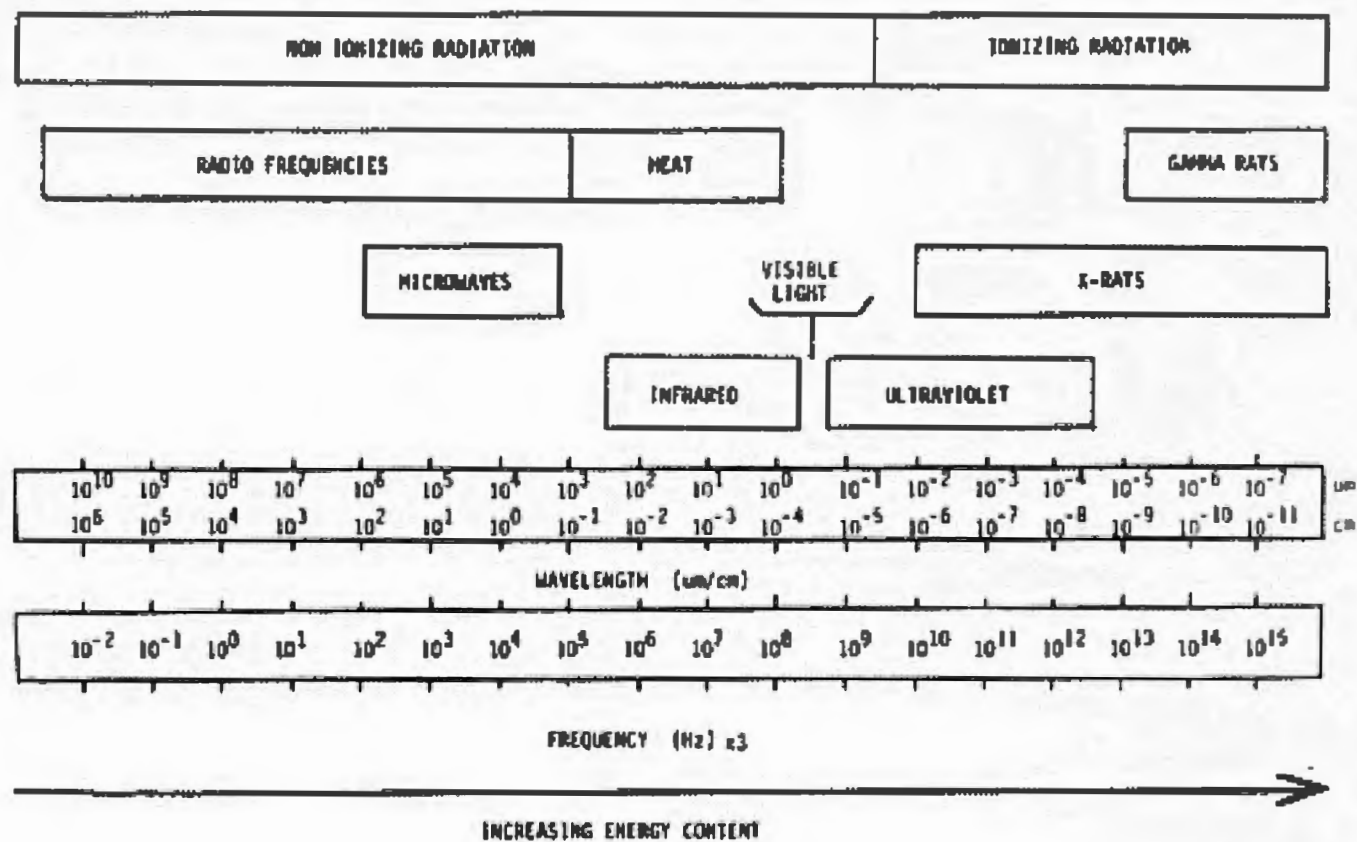 NON IONIZING RADIATION IONIZING RADIATION
RADIO FREQUENCIES HEAT GAMMA RAYS
MICROWAVES VISIBLE X-RAYS
LIGHT
INFRARED ULTRAVIOLET
10^10 10^9 10^8 10^7 10^6 10^5 10^4 10^3 10^2 10^1 10^0 10^-1 10^-2 10^-3 10^-4 10^-5 10^-6 10^-7 um
10^6 10^5 10^4 10^3 10^2 10^1 10^0 10^-1 10^-2 10^-3 10^-4 10^-5 10^-6 10^-7 10^-8 10^-9 10^-10 10^-11 cm
WAVELENGTH (um/cm)
10^-2 10^-1 10^0 10^1 10^2 10^3 10^4 10^5 10^6 10^7 10^8 10^9 10^10 10^11 10^12 10^13 10^14 10^15
FREQUENCY (Hz) x3
INCREASING ENERGY CONTENT